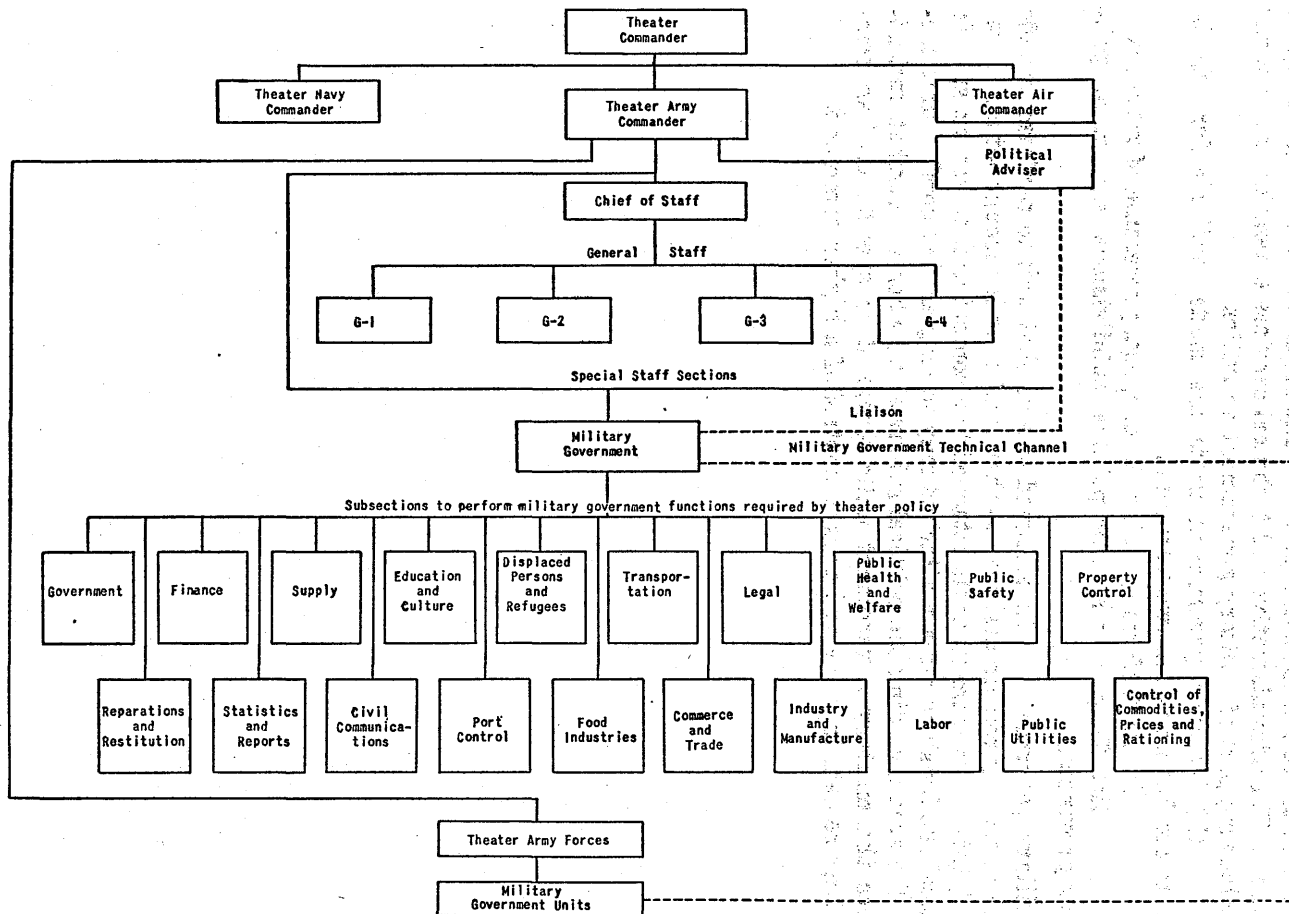 Theater
Commander
Theater Navy
Commander
Theater Army
Commander
Theater Air
Commander
Political
Adviser
Chief of Staff
General Staff
G-1
G-2
G-3
G-4
Special Staff Sections
Liaison
Military
Government
Military Government Technical Channel
Subsections to perform military government functions required by theater policy
Government
Finance
Supply
Education
and
Culture
Displaced
Persons
and
Refugees
Transpor-
tation
Legal
Public
Health
and
Welfare
Public
Safety
Property
Control
Reparations
and
Restitution
Statistics
and
Reports
Civil
Communica-
tions
Port
Control
Food
Industries
Commerce
and
Trade
Industry
and
Manufacture
Labor
Public
Utilities
Control of
Commodities,
Prices and
Rationing
Theater Army Forces
Military
Government Units